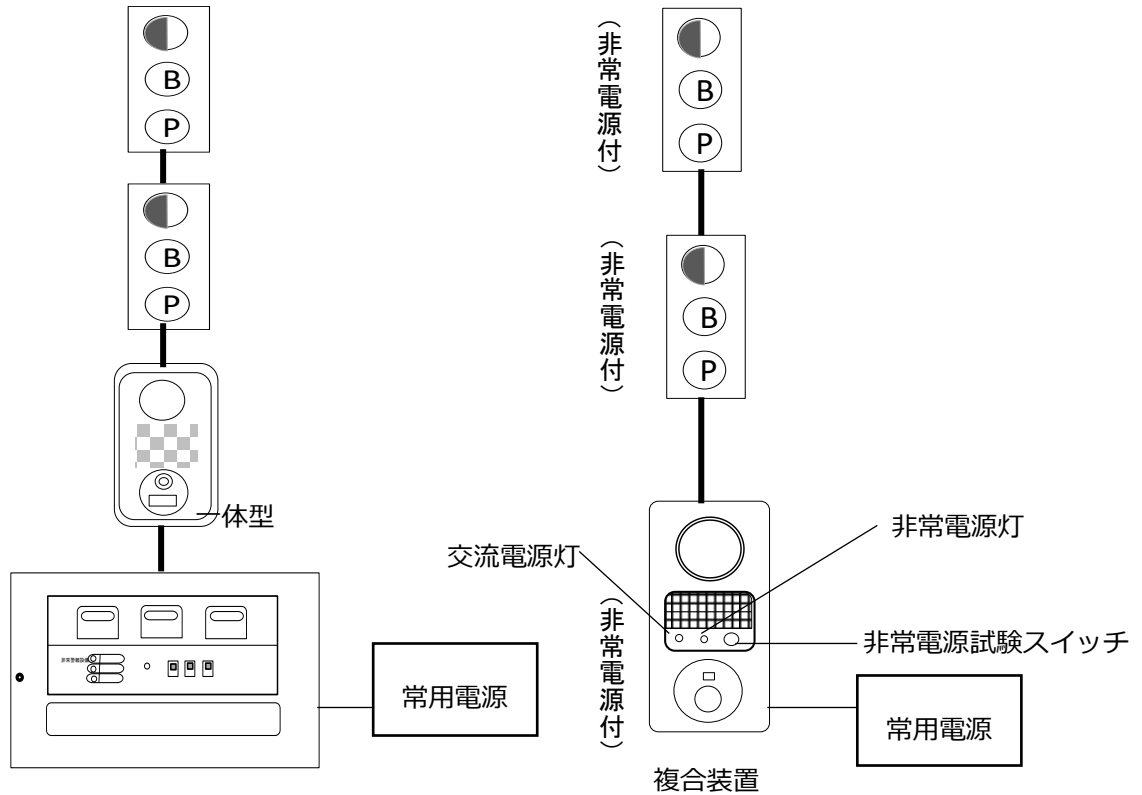 B
P
B
P
一体型
非常警報設備
常用電源
(非常電源付)
B
P
(非常電源付)
B
P
(非常電源付)
交流電源灯
非常電源灯
非常電源試験スイッチ
常用電源
複合装置